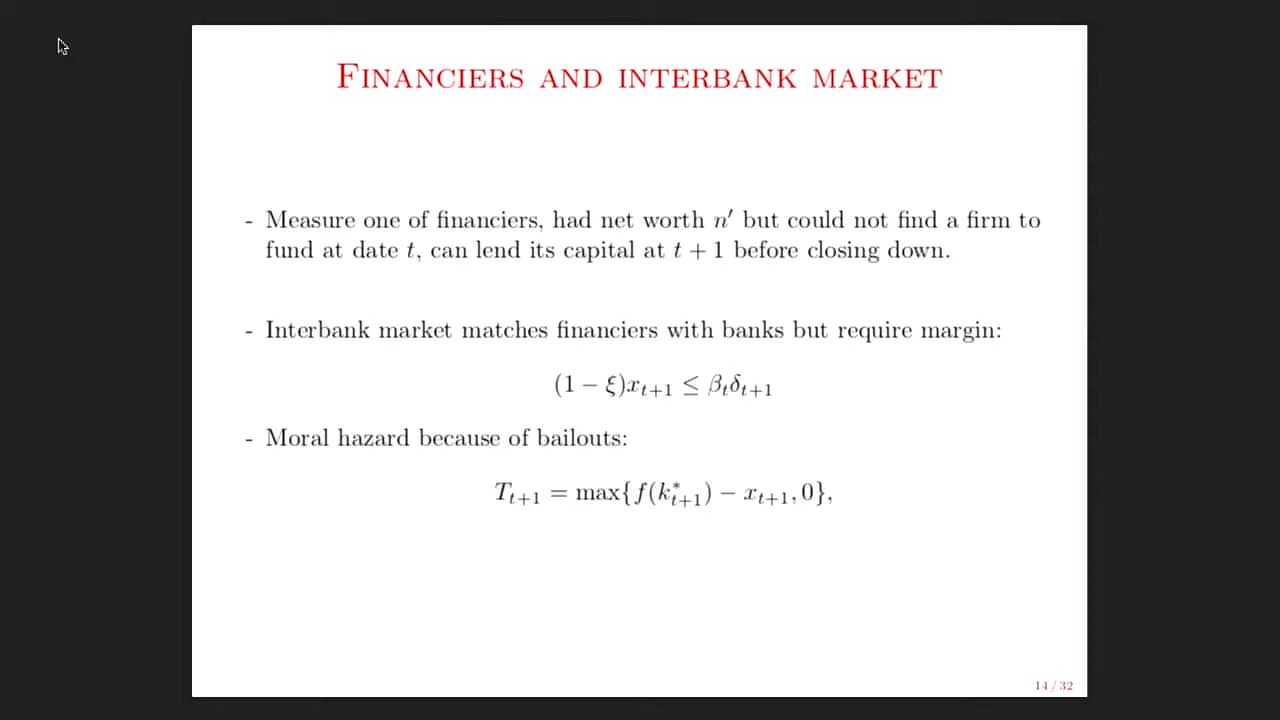 Financiers and interbank market
- Measure one of financiers, had net worth n′ but could not find a firm to
fund at date t, can lend its capital at t + 1 before closing down.
- Interbank market matches financiers with banks but require margin:
(1 − ξ)x_{t+1} ≤ β_tδ_{t+1}
- Moral hazard because of bailouts:
T_{t+1} = max{f(k*_{t+1}) − x_{t+1}, 0},
14 / 32